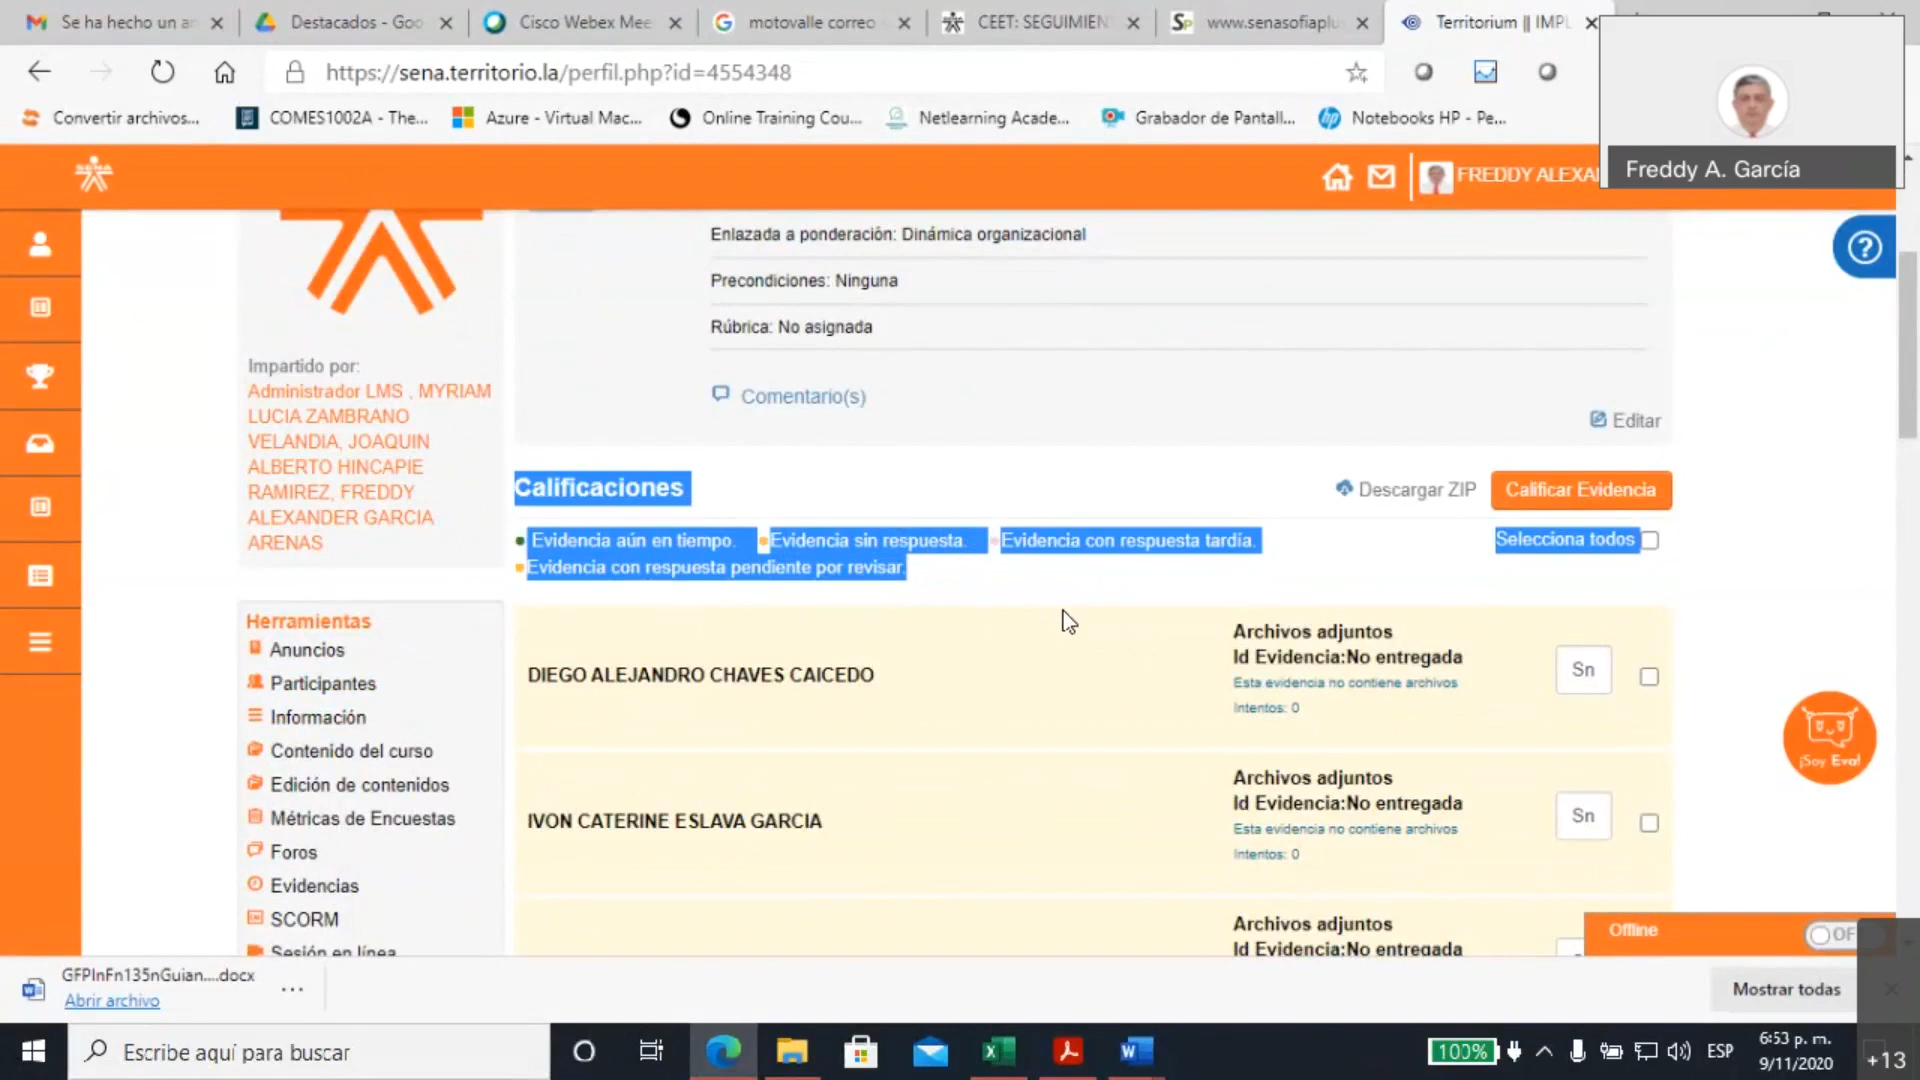 Se ha hecho un an
Destacados - Goo
Cisco Webex Mee
motovalle correo
CEET: SEGUIMIEN
www.senasofiaplu
Territorium || IMPL
https://sena.territorio.la/perfil.php?id=4554348
Convertir archivos...
COMES1002A - The...
Azure - Virtual Mac...
Online Training Cou...
Netlearning Acade...
Grabador de Pantall...
Notebooks HP - Pe...
Freddy A. García
SENA
FREDDY ALEXA
Enlazada a ponderación: Dinámica organizacional
Precondiciones: Ninguna
Rúbrica: No asignada
Comentario(s)
Editar
Impartido por:
Administrador LMS , MYRIAM
LUCIA ZAMBRANO
VELANDIA, JOAQUIN
ALBERTO HINCAPIE
RAMIREZ, FREDDY
ALEXANDER GARCIA
ARENAS
Calificaciones
Descargar ZIP
Calificar Evidencia
Evidencia aún en tiempo.
Evidencia sin respuesta.
Evidencia con respuesta tardía.
Selecciona todos
Evidencia con respuesta pendiente por revisar.
Herramientas
Anuncios
Participantes
Información
Contenido del curso
Edición de contenidos
Métricas de Encuestas
Foros
Evidencias
SCORM
Sesión en línea
DIEGO ALEJANDRO CHAVES CAICEDO
Archivos adjuntos
Id Evidencia:No entregada
Esta evidencia no contiene archivos
Intentos: 0
Sn
IVON CATERINE ESLAVA GARCIA
Archivos adjuntos
Id Evidencia:No entregada
Esta evidencia no contiene archivos
Intentos: 0
Sn
Archivos adjuntos
Id Evidencia:No entregada
¡Soy Eva!
Offline
OF
GFPInFn135nGuian....docx
Abrir archivo
Mostrar todas
Escribe aquí para buscar
100%
ESP
6:53 p. m.
9/11/2020
+13